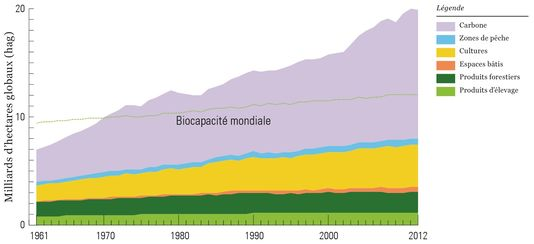 Milliards d'hectares globaux (hag)
20
10
0
Biocapacité mondiale
1961
1970
1980
1990
2000
2012
Légende
Carbone
Zones de pêche
Cultures
Espaces bâtis
Produits forestiers
Produits d'élevage